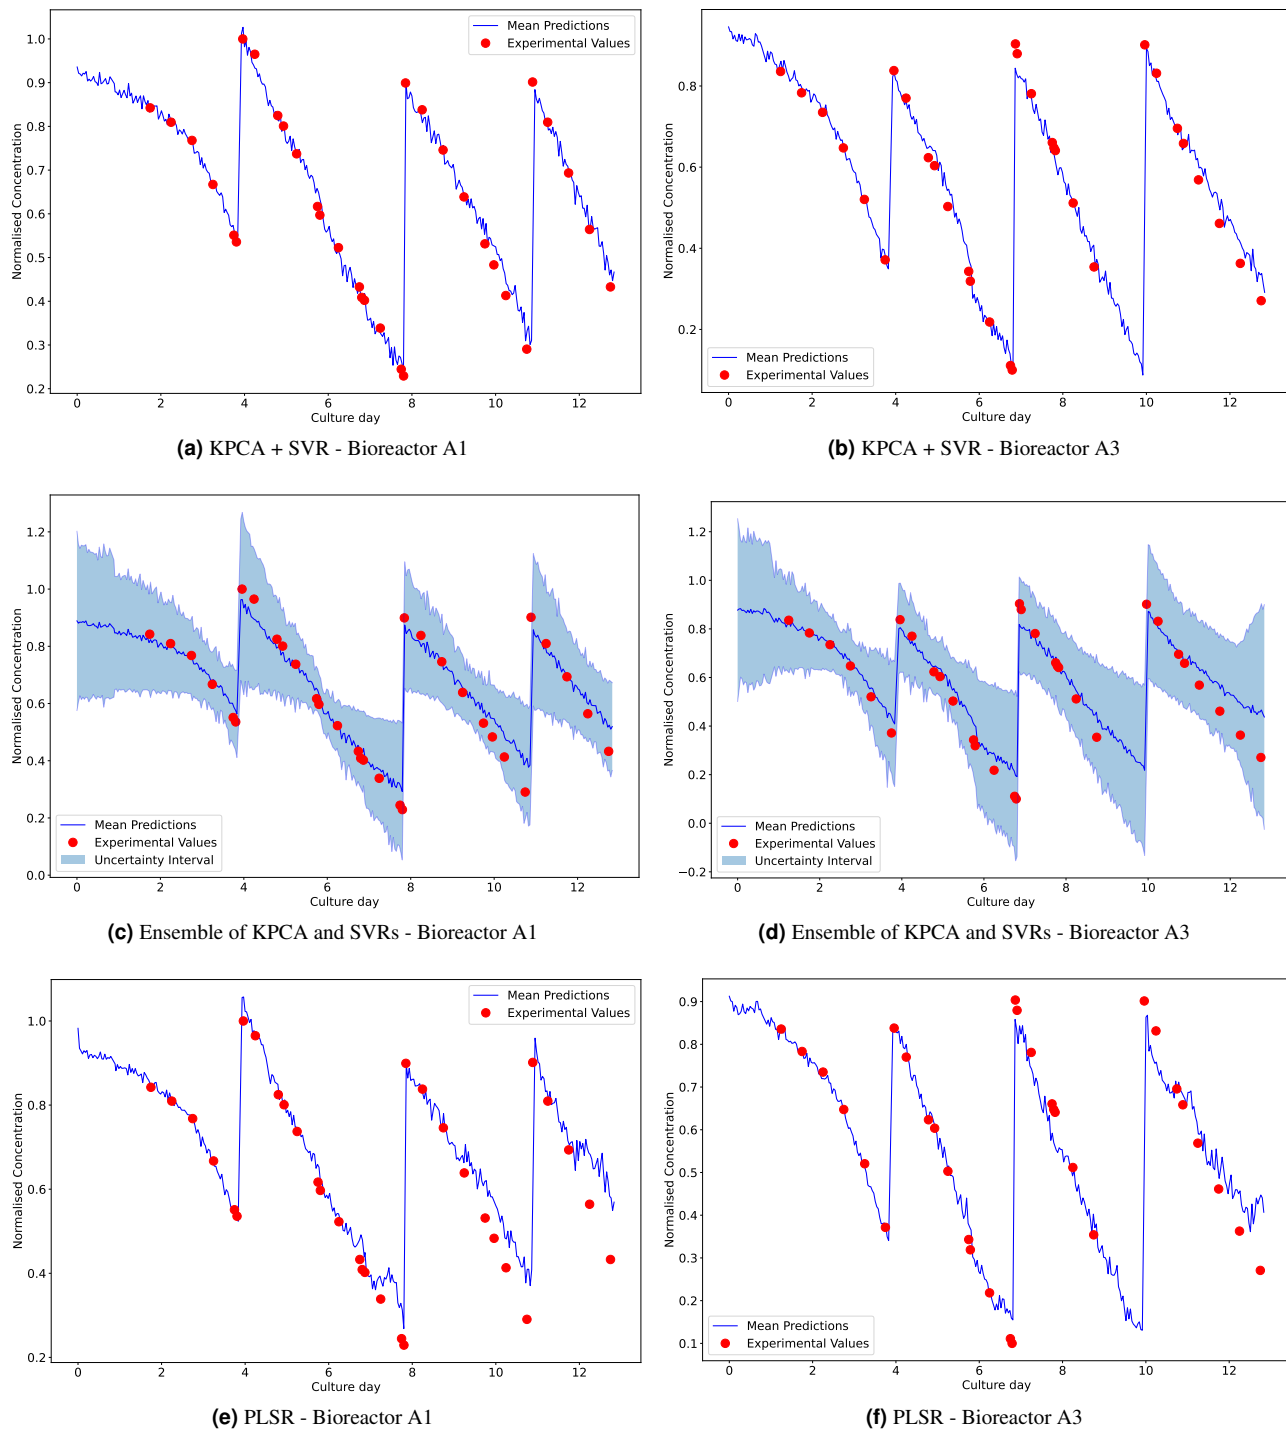 1.0
0.9
0.8
0.7
0.6
0.5
0.4
0.3
0.2
Normalised Concentration
0 2 4 6 8 10 12
Culture day
Mean Predictions
Experimental Values
(a) KPCA + SVR - Bioreactor A1
0.8
0.6
0.4
0.2
Normalised Concentration
Mean Predictions
Experimental Values
0 2 4 6 8 10 12
Culture day
(b) KPCA + SVR - Bioreactor A3
1.2
1.0
0.8
0.6
0.4
0.2
0.0
Normalised Concentration
Mean Predictions
Experimental Values
Uncertainty Interval
0 2 4 6 8 10 12
Culture day
(c) Ensemble of KPCA and SVRs - Bioreactor A1
1.2
1.0
0.8
0.6
0.4
0.2
0.0
−0.2
Normalised Concentration
Mean Predictions
Experimental Values
Uncertainty Interval
0 2 4 6 8 10 12
Culture day
(d) Ensemble of KPCA and SVRs - Bioreactor A3
1.0
0.8
0.6
0.4
0.2
Normalised Concentration
Mean Predictions
Experimental Values
0 2 4 6 8 10 12
Culture day
(e) PLSR - Bioreactor A1
0.9
0.8
0.7
0.6
0.5
0.4
0.3
0.2
0.1
Normalised Concentration
Mean Predictions
Experimental Values
0 2 4 6 8 10 12
Culture day
(f) PLSR - Bioreactor A3